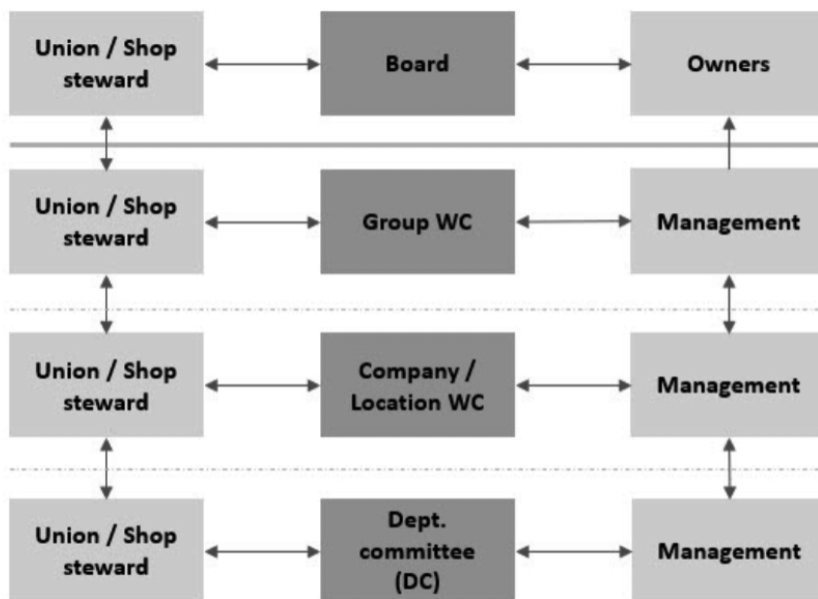 Union / Shop
steward
Board
Owners
Union / Shop
steward
Group WC
Management
Union / Shop
steward
Company /
Location WC
Management
Union / Shop
steward
Dept.
committee
(DC)
Management